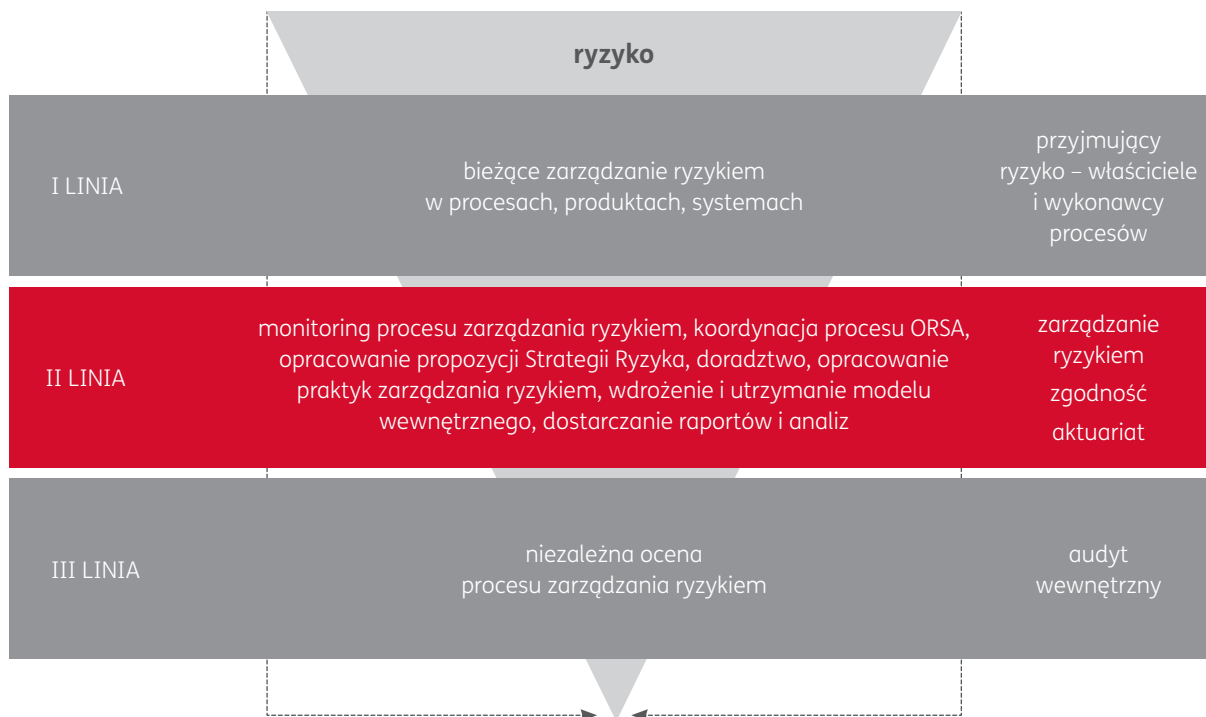 ryzyko
I LINIA
bieżące zarządzanie ryzykiem
w procesach, produktach, systemach
przyjmujący
ryzyko – właściciele
i wykonawcy
procesów
II LINIA
monitoring procesu zarządzania ryzykiem, koordynacja procesu ORSA,
opracowanie propozycji Strategii Ryzyka, doradztwo, opracowanie
praktyk zarządzania ryzykiem, wdrożenie i utrzymanie modelu
wewnętrznego, dostarczanie raportów i analiz
zarządzanie
ryzykiem
zgodność
aktuariat
III LINIA
niezależna ocena
procesu zarządzania ryzykiem
audyt
wewnętrzny